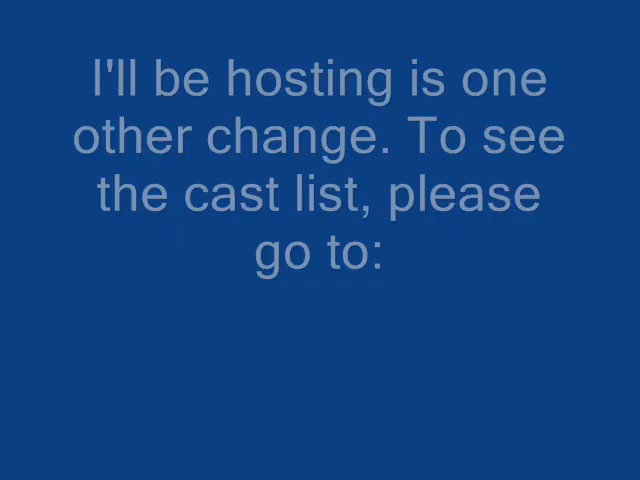 I'll be hosting is one
other change. To see
the cast list, please
go to: